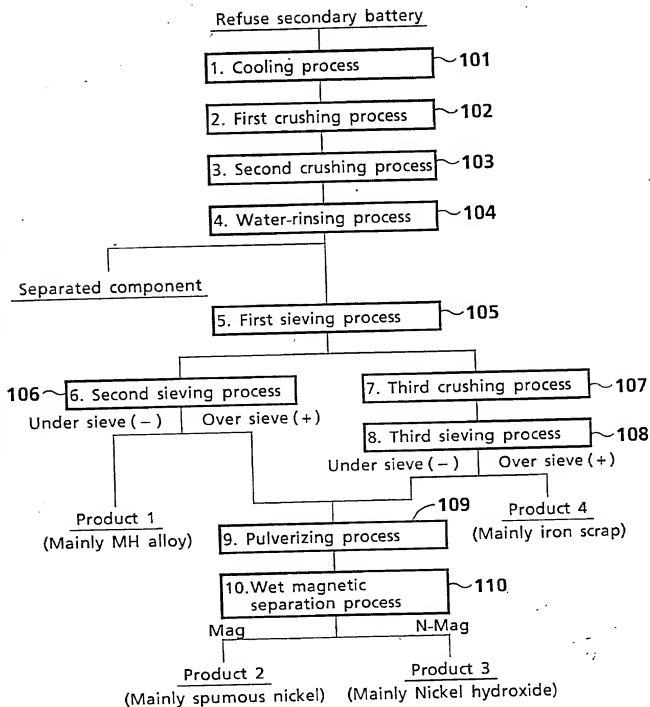 Refuse secondary battery
1. Cooling process
101
2. First crushing process
102
3. Second crushing process
103
4. Water-rinsing process
104
Separated component
5. First sieving process
105
106
6. Second sieving process
7. Third crushing process
107
Under sieve (−)
Over sieve (+)
8. Third sieving process
108
Under sieve (−)
Over sieve (+)
109
Product 1
(Mainly MH alloy)
9. Pulverizing process
Product 4
(Mainly iron scrap)
10. Wet magnetic
separation process
110
Mag
N-Mag
Product 2
(Mainly spumous nickel)
Product 3
(Mainly Nickel hydroxide)